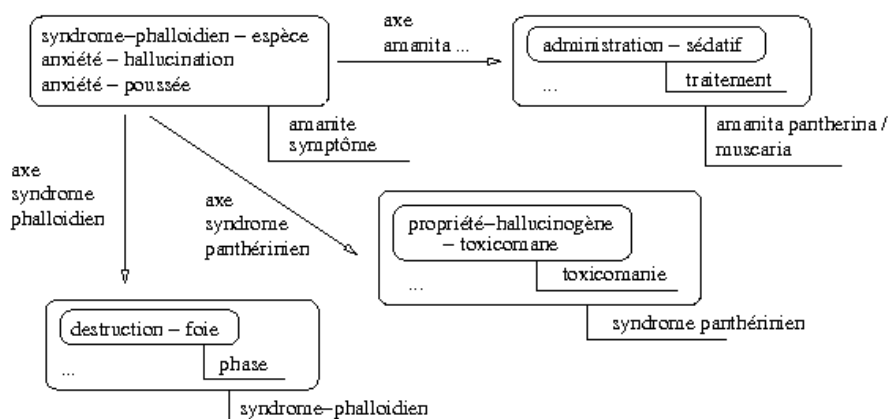 syndrome-phalloidien – espèce
anxiété – hallucination
anxiété – poussée
amanite
symptôme
axe
amanita ...
administration – sédatif
traitement
...
amanita pantherina /
muscaria
axe
syndrome
phalloidien
axe
syndrome
panthérinien
propriété-hallucinogène
– toxicomane
toxicomanie
...
syndrome panthérinien
destruction – foie
phase
...
syndrome-phalloidien